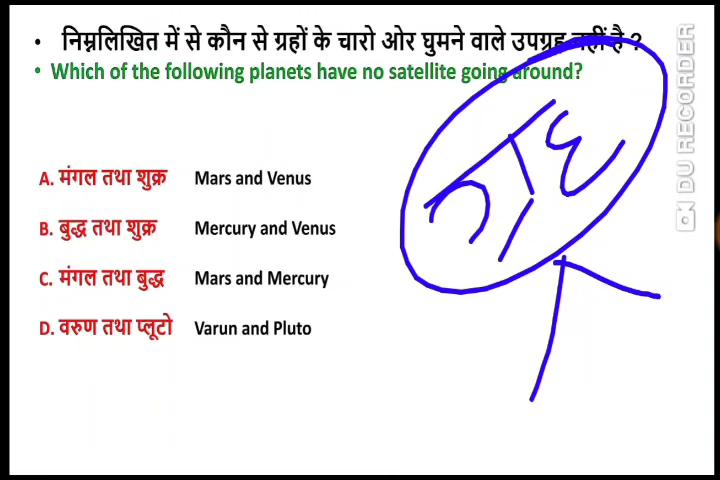 • निम्नलिखित में से कौन से ग्रहों के चारो ओर घुमने वाले उपग्रह नहीं है ?
• Which of the following planets have no satellite going around?
A. मंगल तथा शुक्र Mars and Venus
B. बुद्ध तथा शुक्र Mercury and Venus
C. मंगल तथा बुद्ध Mars and Mercury
D. वरुण तथा प्लूटो Varun and Pluto
DU RECORDER